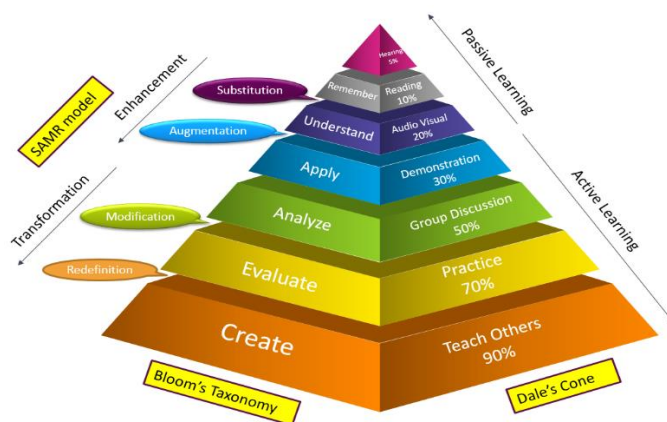 Hearing
5%
Remember
Reading
10%
Substitution
Understand
Audio Visual
20%
Augmentation
Apply
Demonstration
30%
Modification
Analyze
Group Discussion
50%
Redefinition
Evaluate
Practice
70%
Create
Teach Others
90%
SAMR model
Enhancement
Transformation
Passive Learning
Active Learning
Bloom's Taxonomy
Dale's Cone